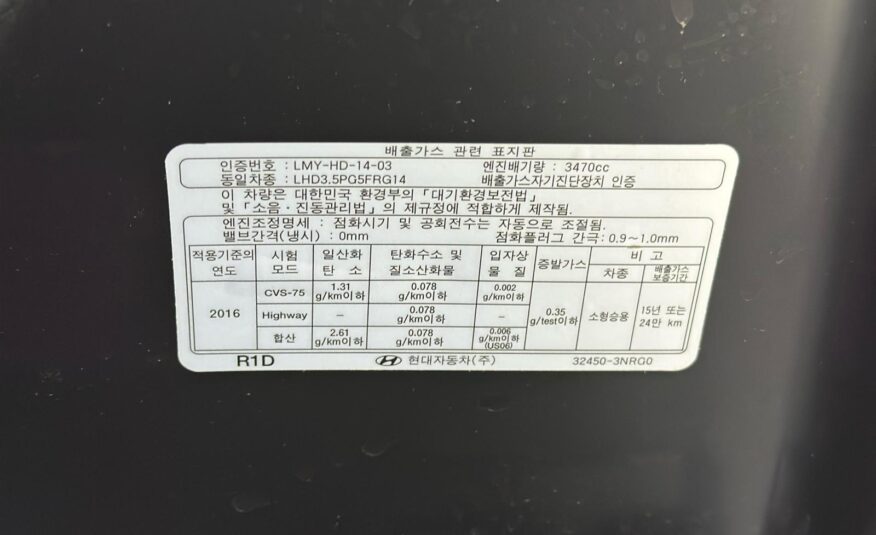 배출가스 관련 표지판
인증번호 : LMY-HD-14-03 엔진배기량 : 3470cc
동일차종 : LHD3.5PG5FRG14 배출가스자기진단장치 인증
이 차량은 대한민국 환경부의 「대기환경보전법」
및 「소음·진동관리법」의 제규정에 적합하게 제작됨.
엔진조정명세 : 점화시기 및 공회전수는 자동으로 조절됨.
밸브간격(냉시) : 0mm 점화플러그 간극 : 0.9~1.0mm
적용기준의 연도 시험 모드 일산화 탄 소 탄화수소 및 질소산화물 입자상 물 질 증발가스 비 고
차종 배출가스 보증기간
2016 CVS-75 1.31 g/km이하 0.078 g/km이하 0.002 g/km이하 0.35 g/test이하 소형승용 15년 또는 24만 km
Highway – 0.078 g/km이하 –
합산 2.61 g/km이하 0.078 g/km이하 0.006 g/km이하 (US06)
R1D 현대자동차(주) 32450-3NRG0